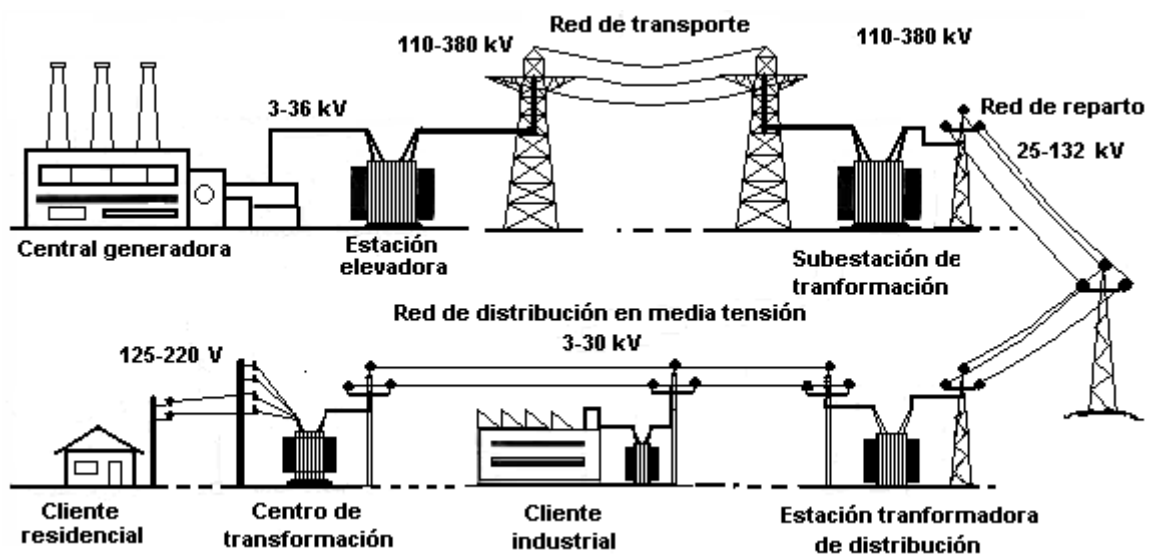 Red de transporte
110-380 kV
110-380 kV
3-36 kV
Red de reparto
25-132 kV
Central generadora
Estación
elevadora
Subestación de
tranformación
Red de distribución en media tensión
3-30 kV
125-220 V
Cliente
residencial
Centro de
transformación
Cliente
industrial
Estación tranformadora
de distribución